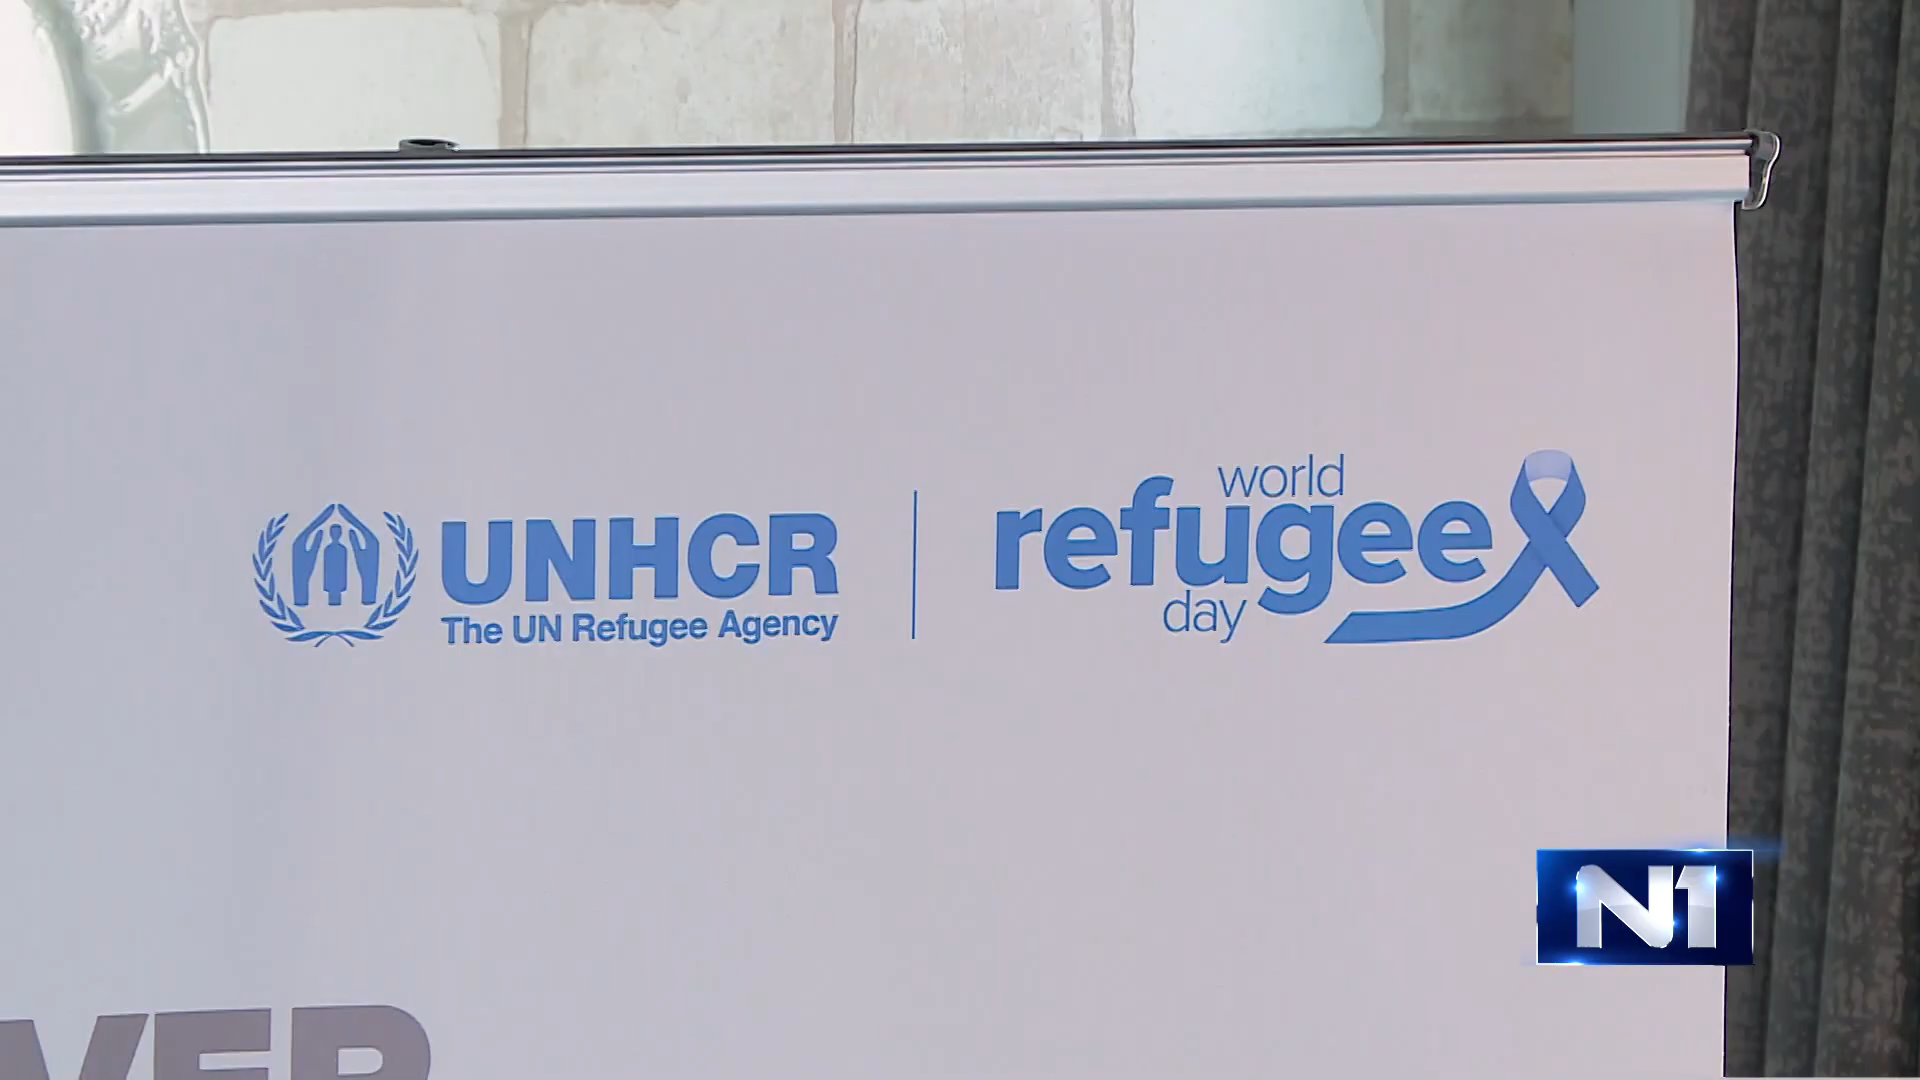 UNHCR
The UN Refugee Agency
world
refugee
day
N1